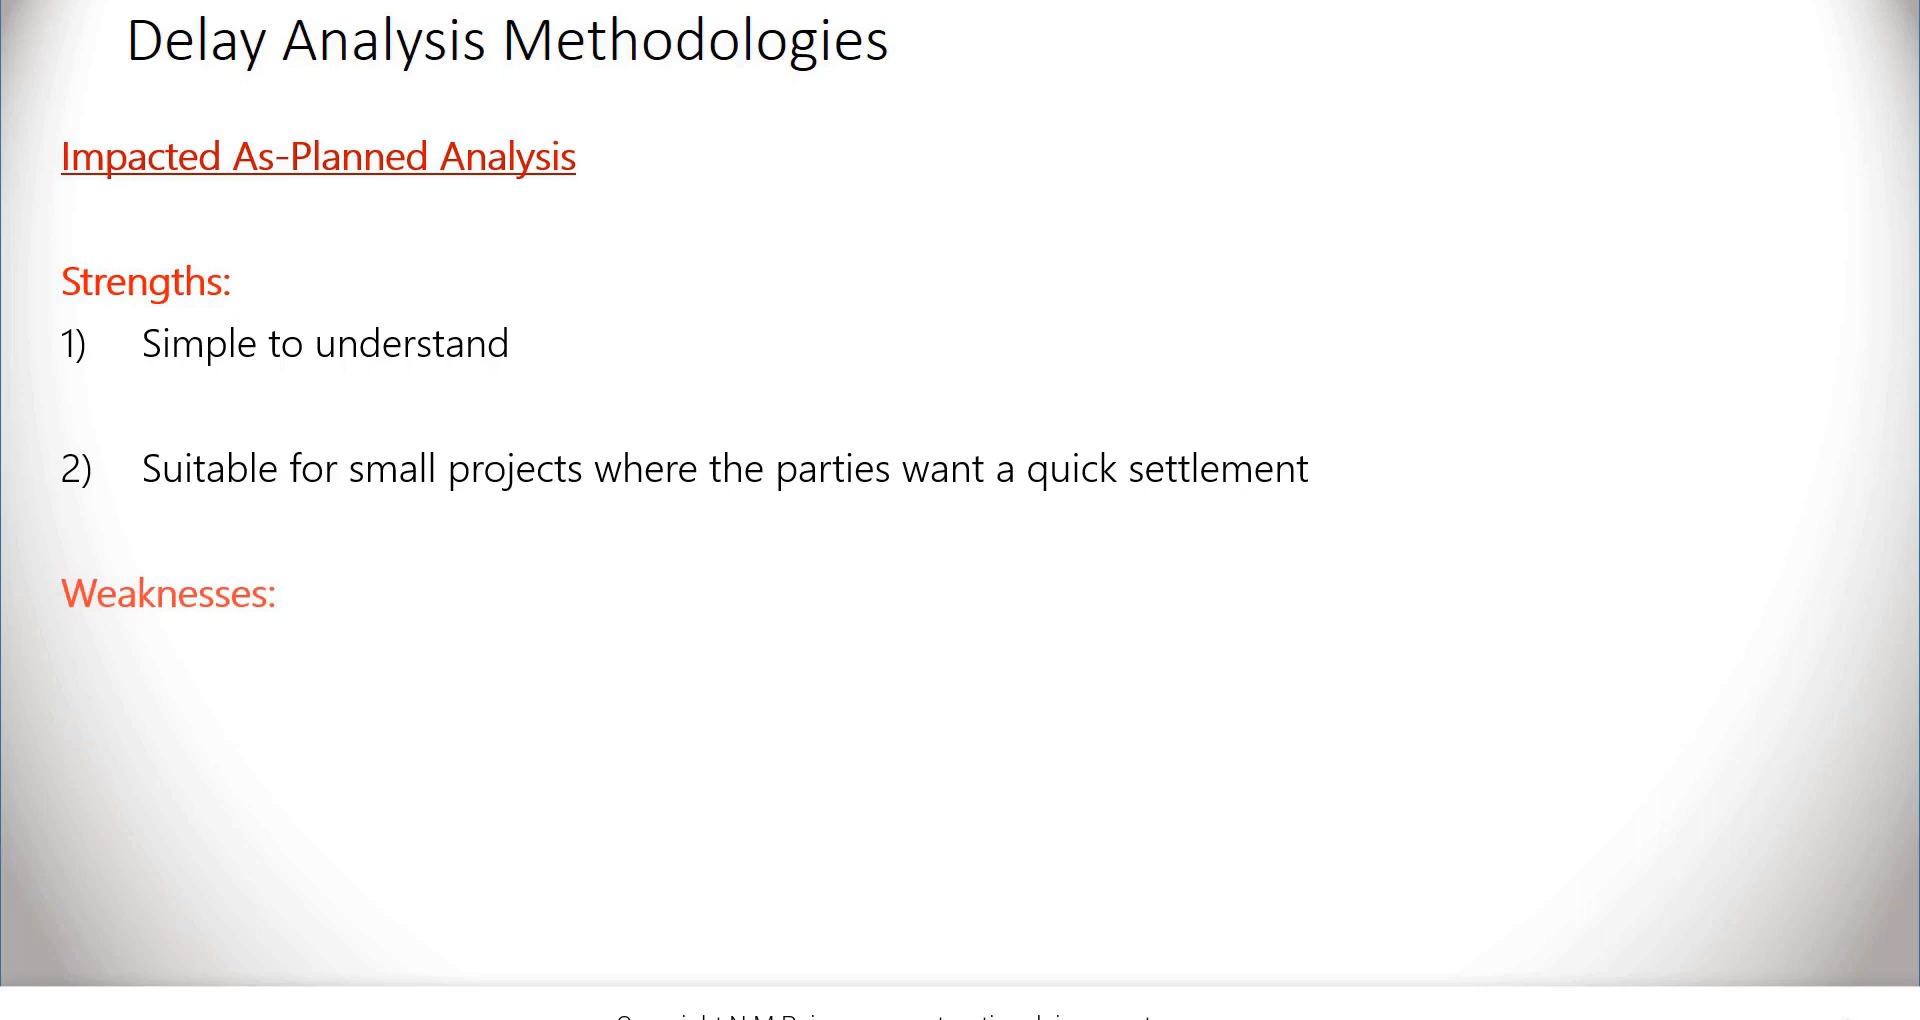 Delay Analysis Methodologies
Impacted As-Planned Analysis
Strengths:
1) Simple to understand
2) Suitable for small projects where the parties want a quick settlement
Weaknesses: